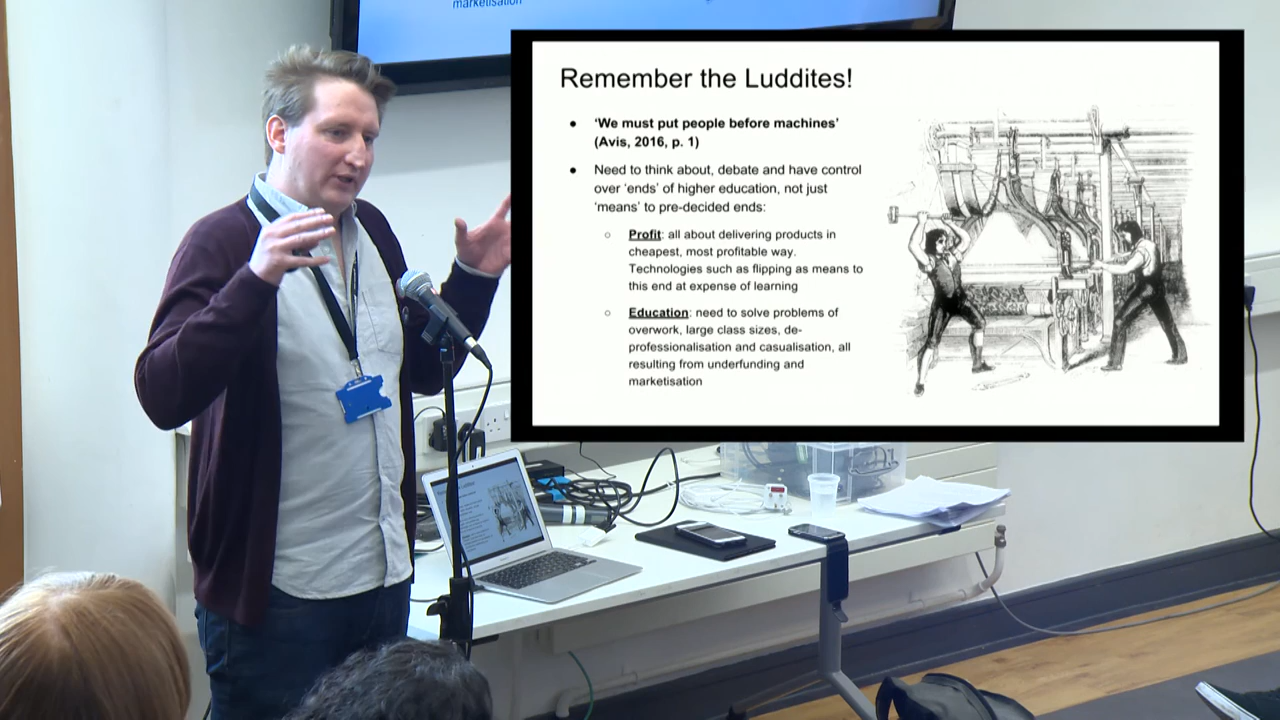 marketisation
Remember the Luddites!
‘We must put people before machines’
(Avis, 2016, p. 1)
Need to think about, debate and have control
over ‘ends’ of higher education, not just
‘means’ to pre-decided ends:
Profit: all about delivering products in
cheapest, most profitable way.
Technologies such as flipping as means to
this end at expense of learning
Education: need to solve problems of
overwork, large class sizes, de-
professionalisation and casualisation, all
resulting from underfunding and
marketisation